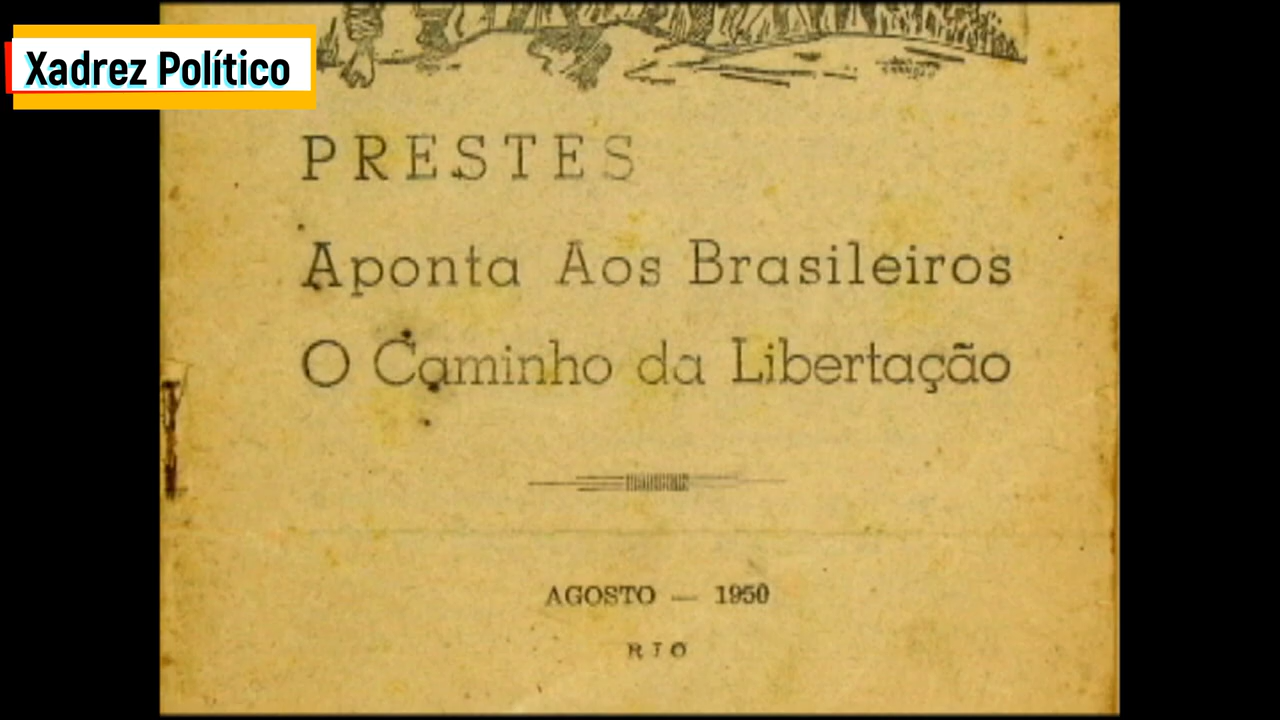 Xadrez Político
PRESTES
Aponta Aos Brasileiros
O Caminho da Libertação
AGOSTO — 1950
RIO